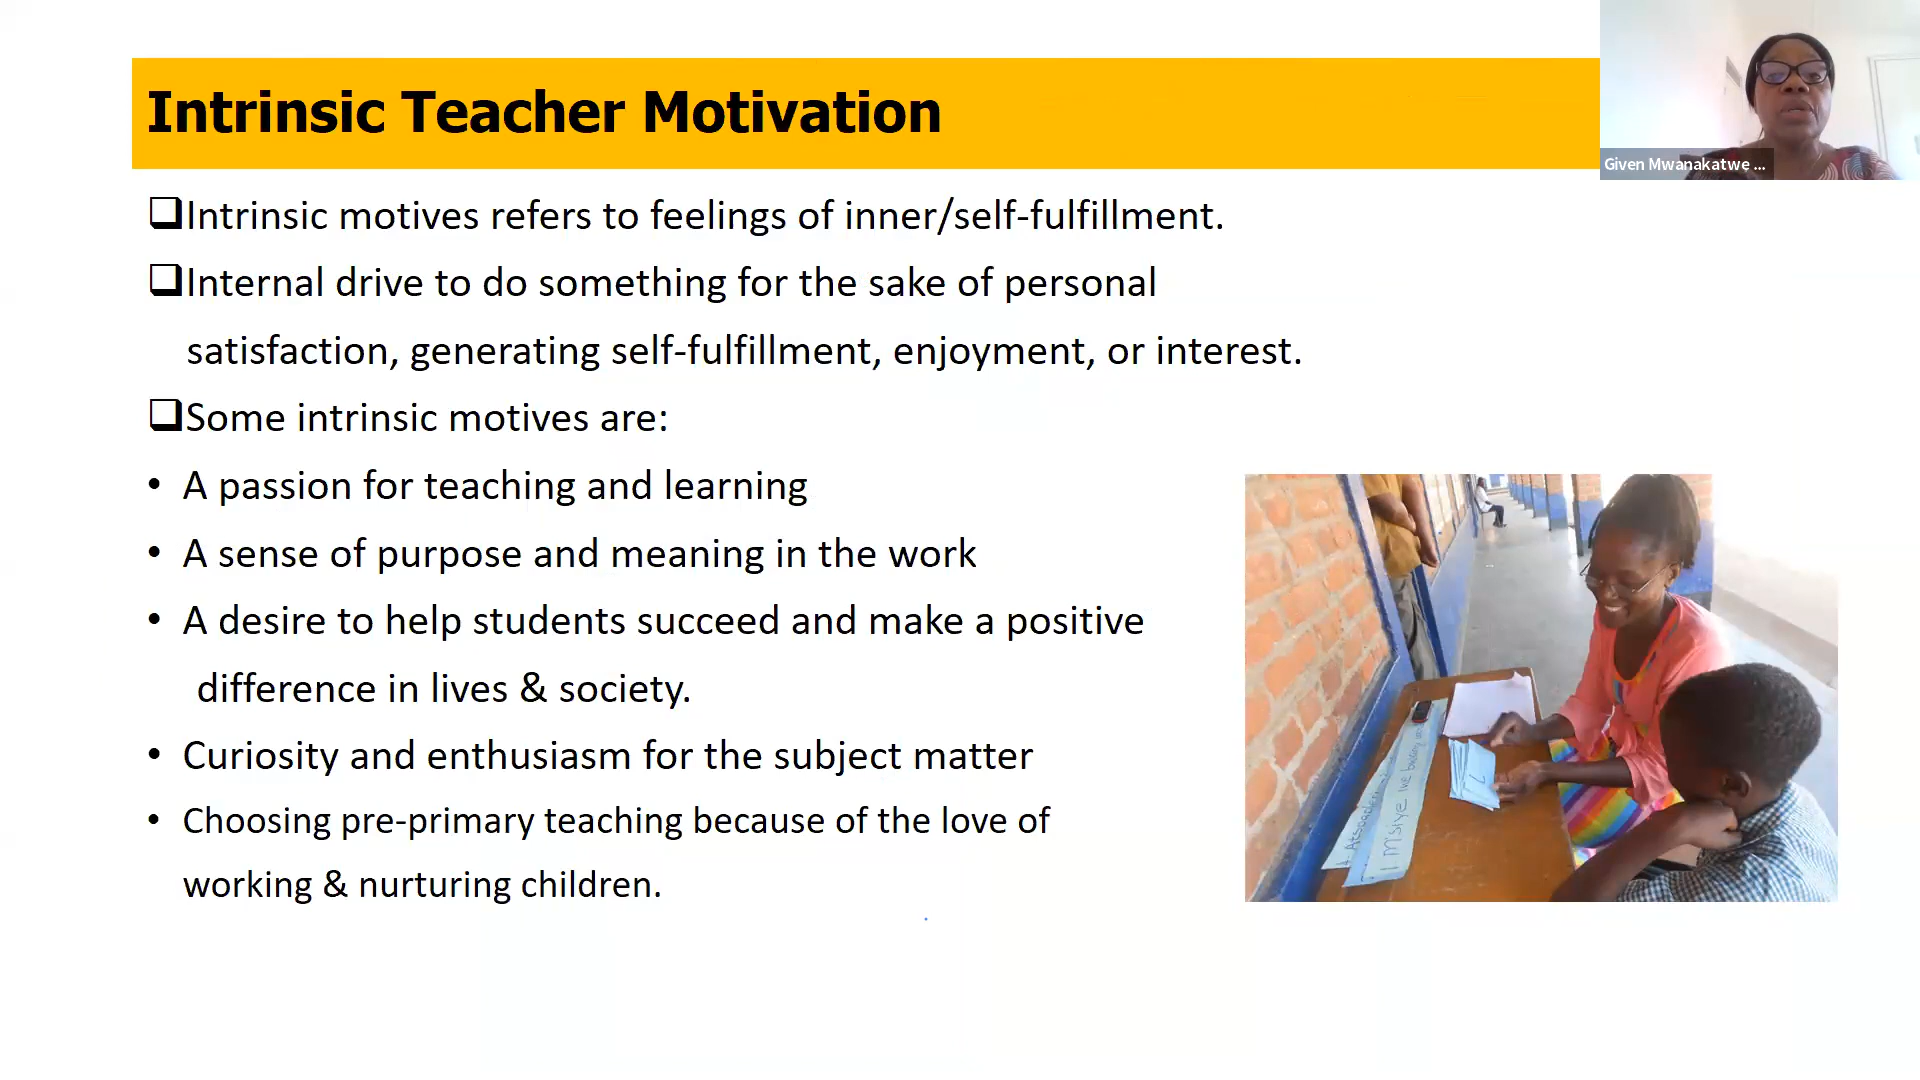 Intrinsic Teacher Motivation
Given Mwanakatwe ...
❑Intrinsic motives refers to feelings of inner/self-fulfillment.
❑Internal drive to do something for the sake of personal
satisfaction, generating self-fulfillment, enjoyment, or interest.
❑Some intrinsic motives are:
• A passion for teaching and learning
• A sense of purpose and meaning in the work
• A desire to help students succeed and make a positive
difference in lives & society.
• Curiosity and enthusiasm for the subject matter
• Choosing pre-primary teaching because of the love of
working & nurturing children.